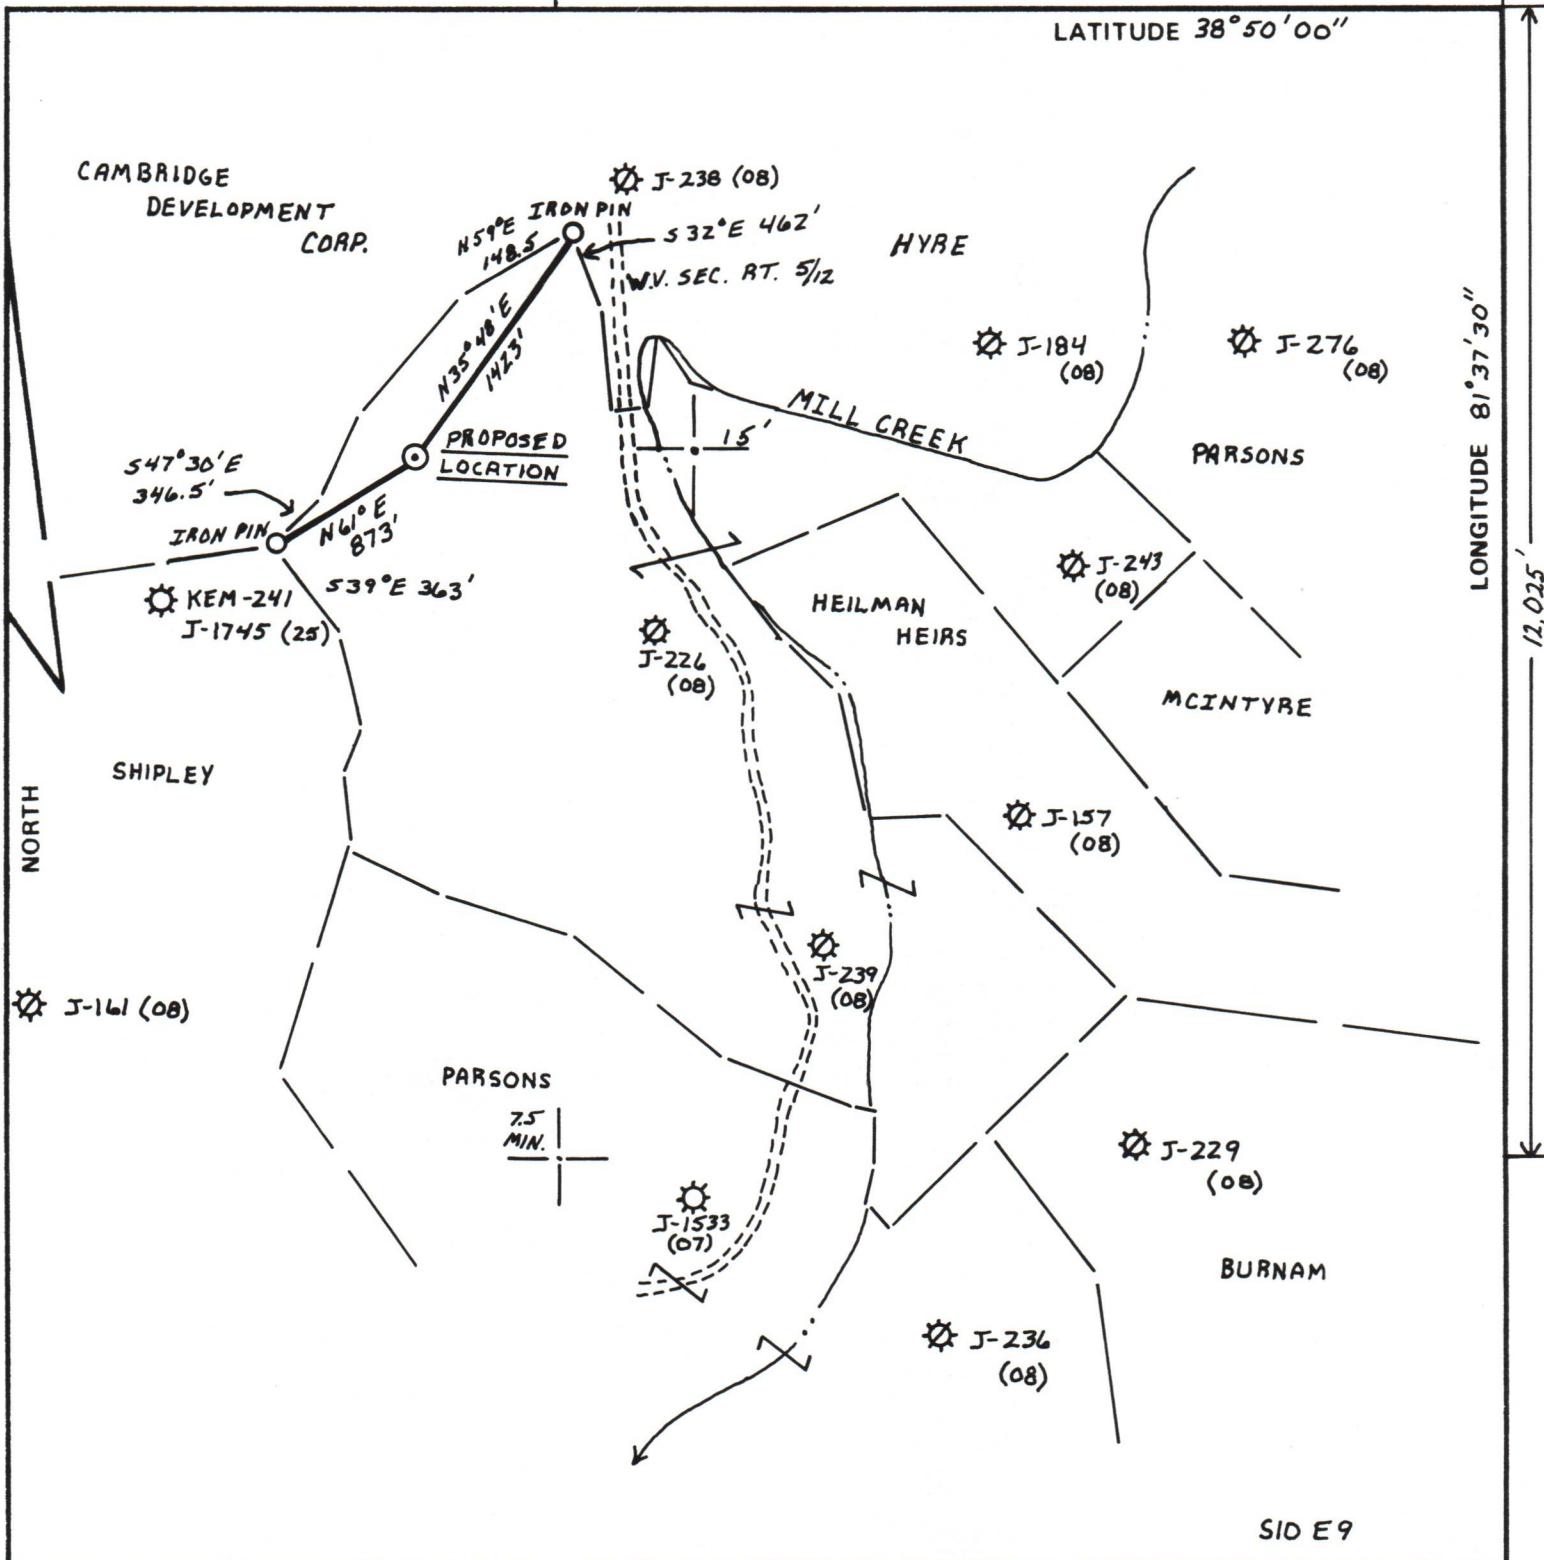 LATITUDE 38°50'00"
CAMBRIDGE
DEVELOPMENT
CORP.
J-238 (08)
IRON PIN
N59°E
148.5
S32°E 462'
HYRE
W.V. SEC. RT. 5/12
N35°48'E
1423'
J-184
(08)
J-276
(08)
LONGITUDE 81°37'30"
MILL CREEK
15'
PROPOSED
LOCATION
PARSONS
S47°30'E
346.5'
IRON PIN
N61°E
873'
S39°E 363'
KEM-241
J-1745 (25)
J-243
(08)
HEILMAN
HEIRS
12,025'
J-226
(08)
MCINTYRE
SHIPLEY
NORTH
J-157
(08)
J-239
(08)
J-161 (08)
PARSONS
7.5
MIN.
J-229
(08)
J-1533
(07)
BURNAM
J-236
(08)
S10 E9